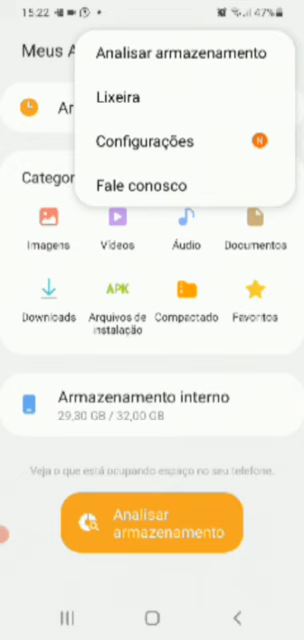 15:22
47%
Meus A
Analisar armazenamento
Lixeira
Configurações N
Fale conosco
Ar
Categor
Imagens Vídeos Áudio Documentos
APK
Downloads Arquivos de instalação Compactado Favoritos
Armazenamento interno
29,30 GB / 32,00 GB
Veja o que está ocupando espaço no seu telefone.
Analisar
armazenamento